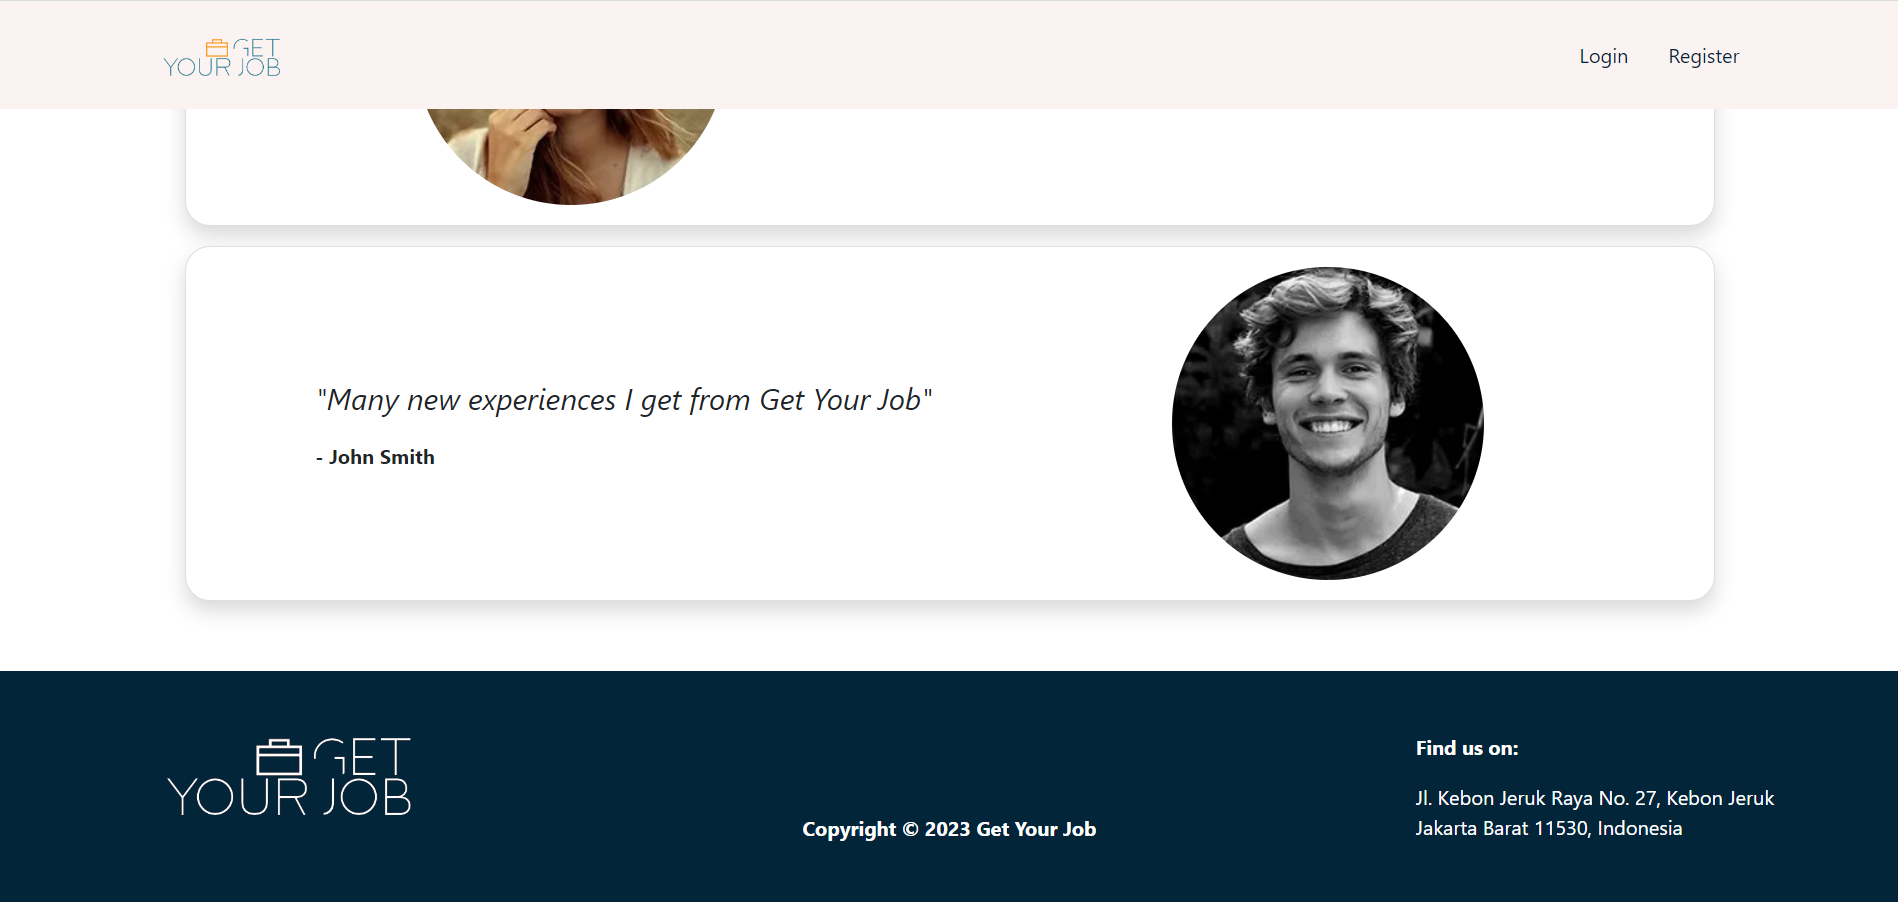 GET
YOUR JOB
Login
Register
"Many new experiences I get from Get Your Job"
- John Smith
GET
YOUR JOB
Copyright © 2023 Get Your Job
Find us on:
Jl. Kebon Jeruk Raya No. 27, Kebon Jeruk
Jakarta Barat 11530, Indonesia